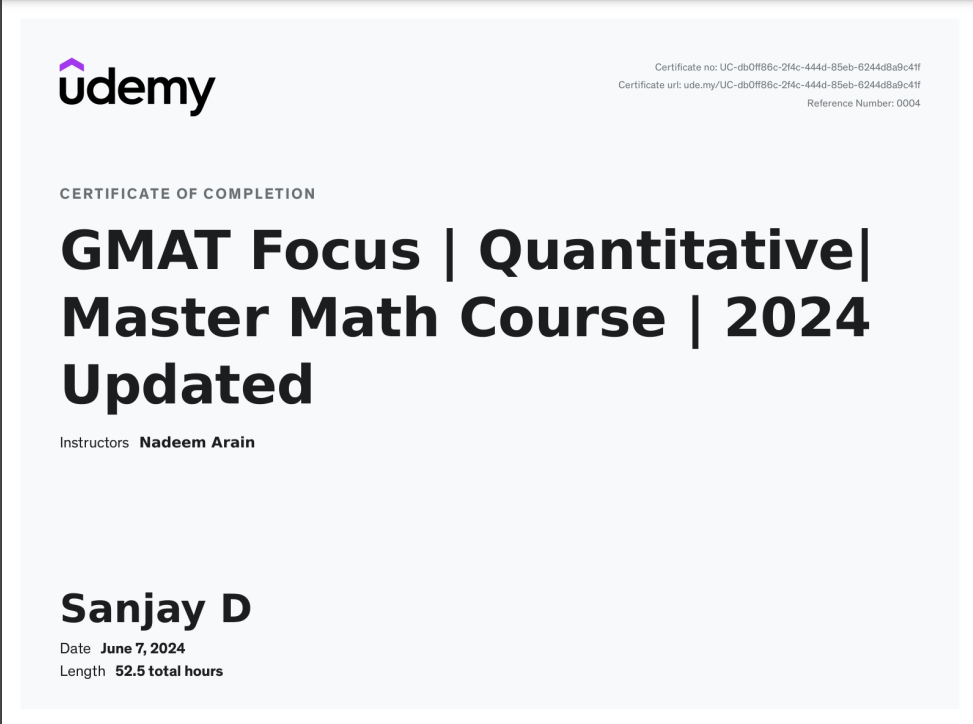 udemy
Certificate no: UC-db0ff86c-2f4c-444d-85eb-6244d8a9c41f
Certificate url: ude.my/UC-db0ff86c-2f4c-444d-85eb-6244d8a9c41f
Reference Number: 0004
CERTIFICATE OF COMPLETION
GMAT Focus | Quantitative|
Master Math Course | 2024
Updated
Instructors Nadeem Arain
Sanjay D
Date June 7, 2024
Length 52.5 total hours